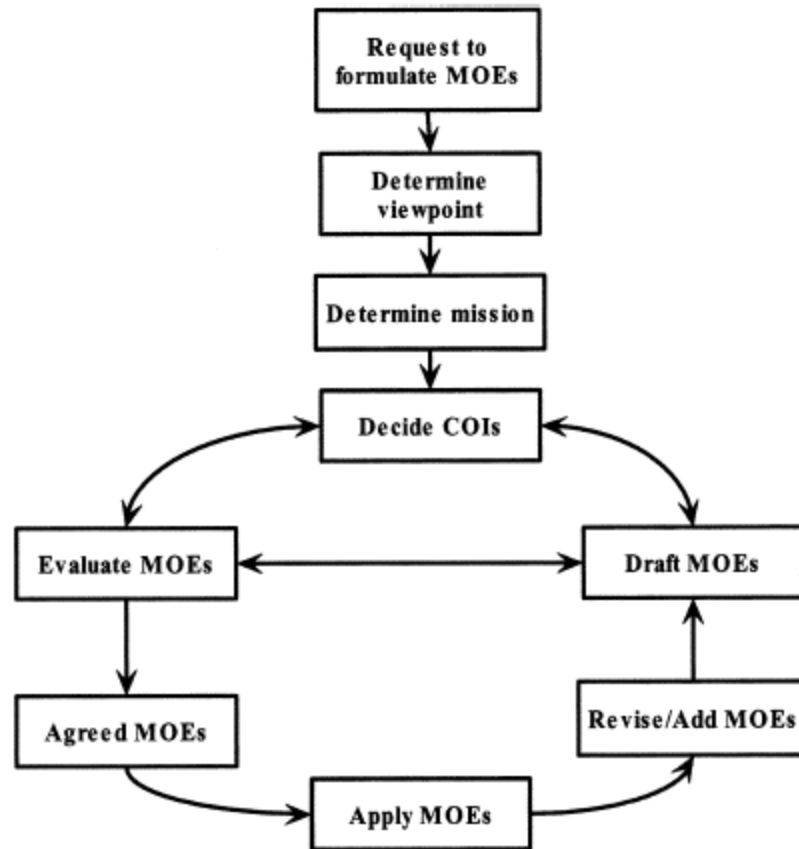 Request to
formulate MOEs
Determine
viewpoint
Determine mission
Decide COIs
Evaluate MOEs
Draft MOEs
Agreed MOEs
Revise/Add MOEs
Apply MOEs